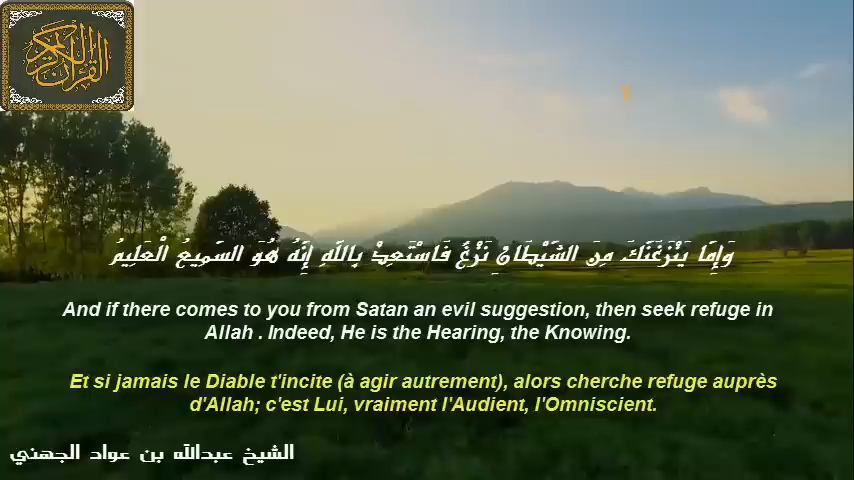 القرآن الكريم
وَإِمَّا يَنْزَغَنَّكَ مِنَ الشَّيْطَانِ نَزْغٌ فَاسْتَعِذْ بِاللَّهِ إِنَّهُ هُوَ السَّمِيعُ الْعَلِيمُ
And if there comes to you from Satan an evil suggestion, then seek refuge in
Allah . Indeed, He is the Hearing, the Knowing.
Et si jamais le Diable t'incite (à agir autrement), alors cherche refuge auprès
d'Allah; c'est Lui, vraiment l'Audient, l'Omniscient.
الشيخ عبدالله بن عواد الجهني